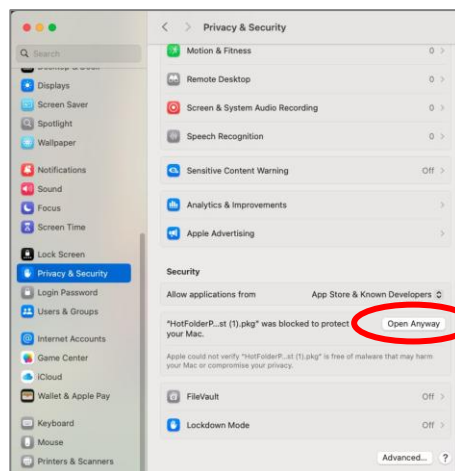 Privacy & Security
Search
Displays
Screen Saver
Spotlight
Wallpaper
Notifications
Sound
Focus
Screen Time
Lock Screen
Privacy & Security
Login Password
Users & Groups
Internet Accounts
Game Center
iCloud
Wallet & Apple Pay
Keyboard
Mouse
Printers & Scanners
Motion & Fitness 0
Remote Desktop 0
Screen & System Audio Recording 0
Speech Recognition 0
Sensitive Content Warning Off
Analytics & Improvements
Apple Advertising
Security
Allow applications from App Store & Known Developers
"HotFolderP...st (1).pkg" was blocked to protect Open Anyway
your Mac.
Apple could not verify "HotFolderP...st (1).pkg" is free of malware that may harm
your Mac or compromise your privacy.
FileVault Off
Lockdown Mode Off
Advanced... ?